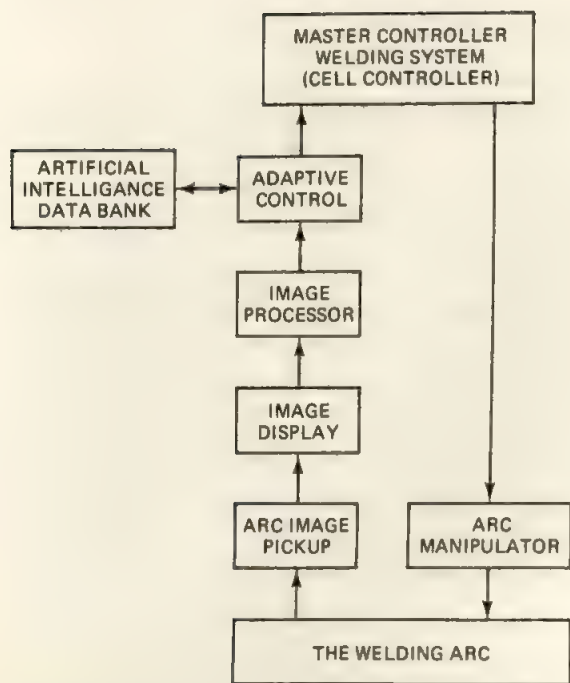 MASTER CONTROLLER
WELDING SYSTEM
(CELL CONTROLLER)
ARTIFICIAL
INTELLIGANCE
DATA BANK
ADAPTIVE
CONTROL
IMAGE
PROCESSOR
IMAGE
DISPLAY
ARC IMAGE
PICKUP
ARC
MANIPULATOR
THE WELDING ARC